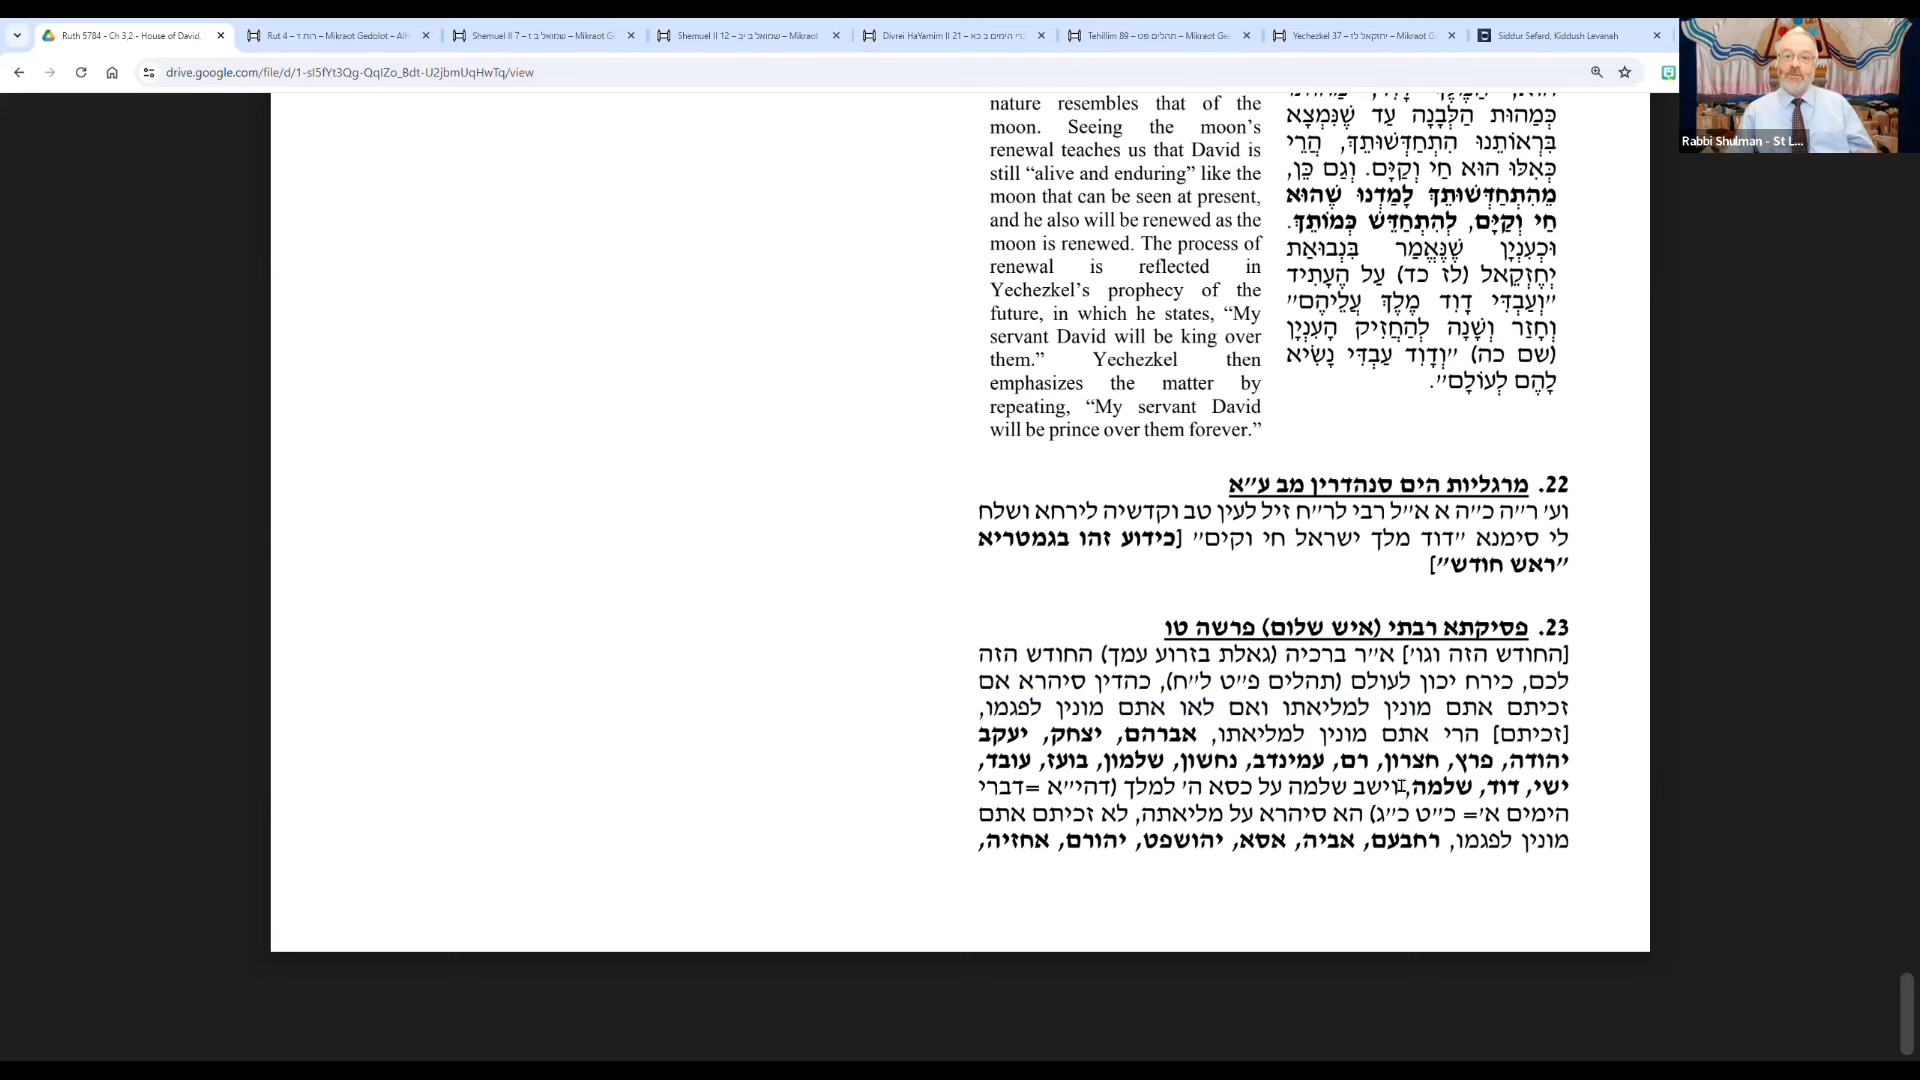 Ruth 5784 - Ch 3,2 - House of David,
Rut 4 – רות ד – Mikraot Gedolot – AlH
Shemuel II 7 – שמואל ב ז – Mikraot Ge
Shemuel II 12 – שמואל ב יב – Mikraot
Divrei HaYamim II 21 – דברי הימים ב כא
Tehillim 89 – תהלים פט – Mikraot Ge
Yechezkel 37 – יחזקאל לז – Mikraot G
Siddur Sefard, Kiddush Levanah
drive.google.com/file/d/1-sI5fYt3Qg-QqIZo_Bdt-U2jbmUqHwTq/view
Rabbi Shulman - St L...
nature resembles that of the
moon. Seeing the moon's
renewal teaches us that David is
still “alive and enduring” like the
moon that can be seen at present,
and he also will be renewed as the
moon is renewed. The process of
renewal is reflected in
Yechezkel's prophecy of the
future, in which he states, “My
servant David will be king over
them.” Yechezkel then
emphasizes the matter by
repeating, “My servant David
will be prince over them forever.”
כְּמַהוּת הַלְּבָנָה עַד שֶׁנִּמְצָא
בִּרְאוֹתֵנוּ הִתְחַדְּשׁוּתֵךְ, הֲרֵי
כְּאִלּוּ הוּא חַי וְקַיָּם. וְגַם כֵּן,
מֵהִתְחַדְּשׁוּתֵךְ לָמַדְנוּ שֶׁהוּא
חַי וְקַיָּם, לְהִתְחַדֵּשׁ כְּמוֹתֵךְ.
וּכְעִנְיָן שֶׁנֶּאֱמַר בִּנְבוּאַת
יְחֶזְקֵאל (לז כד) עַל הֶעָתִיד
"וְעַבְדִּי דָוִד מֶלֶךְ עֲלֵיהֶם"
וְחָזַר וְשָׁנָה לְהַחֲזִיק הָעִנְיָן
(שם כה) "וְדָוִד עַבְדִּי נָשִׂיא
לָהֶם לְעוֹלָם".
22. מרגליות הים סנהדרין מב ע"א
וע' ר"ה כ"ה א א"ל רבי לר"ח זיל לעין טב וקדשיה לירחא ושלח
לי סימנא "דוד מלך ישראל חי וקים" [כידוע זהו בגמטריא
"ראש חודש"]
23. פסיקתא רבתי (איש שלום) פרשה טו
[החודש הזה וגו'] א"ר ברכיה (גאלת בזרוע עמך) החודש הזה
לכם, כירח יכון לעולם (תהלים פ"ט ל"ח), כהדין סיהרא אם
זכיתם אתם מונין למליאתו ואם לאו אתם מונין לפגמו,
[זכיתם] הרי אתם מונין למליאתו, אברהם, יצחק, יעקב
יהודה, פרץ, חצרון, רם, עמינדב, נחשון, שלמון, בועז, עובד,
ישי, דוד, שלמה, וישב שלמה על כסא ה' למלך (דהי"א =דברי
הימים א'= כ"ט כ"ג) הא סיהרא על מליאתה, לא זכיתם אתם
מונין לפגמו, רחבעם, אביה, אסא, יהושפט, יהורם, אחזיה,